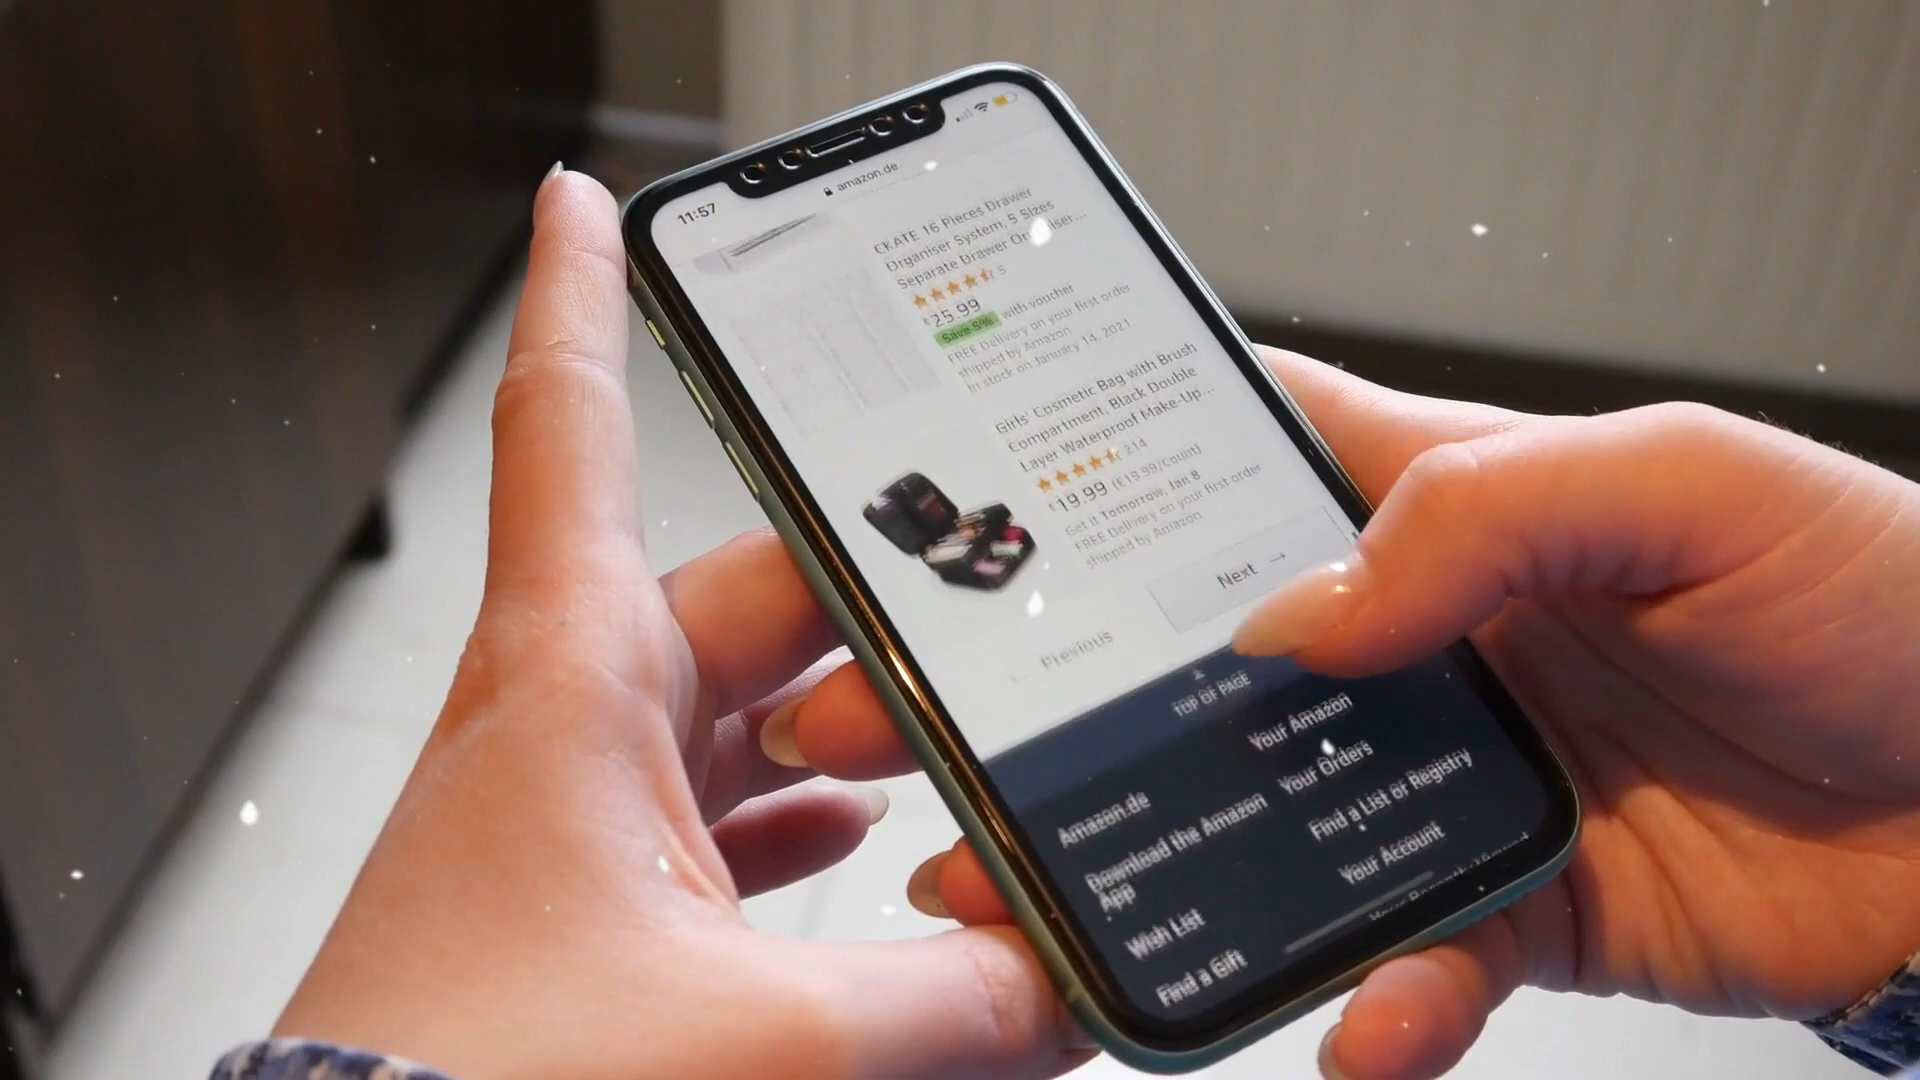 11:57
amazon.de
CKATE 16 Pieces Drawer
Organiser System, 5 Sizes
Separate Drawer Organiser...
5
€25.99
Save 5% with voucher
FREE Delivery on your first order
shipped by Amazon
In stock on January 14, 2021
Girls' Cosmetic Bag with Brush
Compartment, Black Double
Layer Waterproof Make-Up...
214
€19.99 (€19.99/Count)
Get it Tomorrow, Jan 8
FREE Delivery on your first order
shipped by Amazon
Next →
← Previous
TOP OF PAGE
Amazon.de
Your Amazon
Download the Amazon
App
Your Orders
Wish List
Find a List or Registry
Find a Gift
Your Account